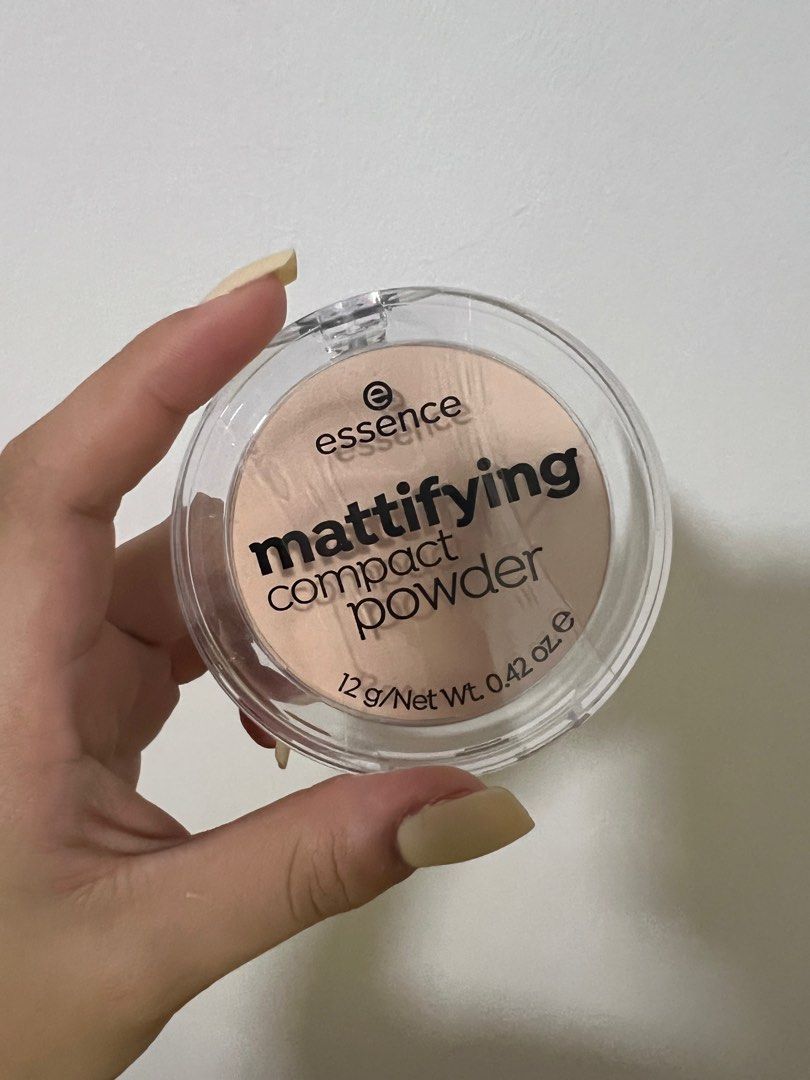 e
essence
mattifying
compact
powder
12 g/Net Wt. 0.42 oz. ℮